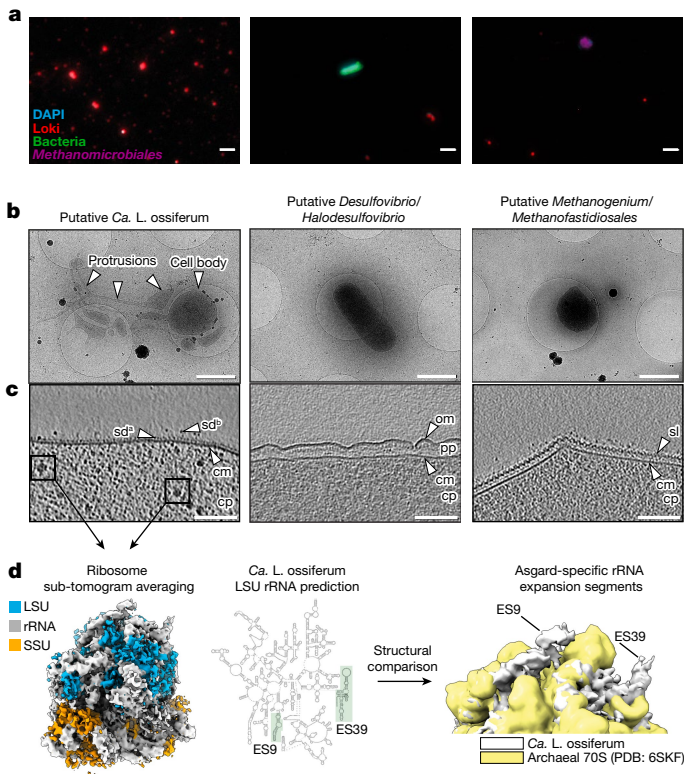 a
DAPI
Loki
Bacteria
Methanomicrobiales
b
Putative Ca. L. ossiferum
Putative Desulfovibrio/
Halodesulfovibrio
Putative Methanogenium/
Methanofastidiosales
Protrusions
Cell body
c
sdᵃ
sdᵇ
cm
cp
om
pp
cm
cp
sl
cm
cp
d
Ribosome
sub-tomogram averaging
LSU
rRNA
SSU
Ca. L. ossiferum
LSU rRNA prediction
ES9
ES39
Structural
comparison
Asgard-specific rRNA
expansion segments
ES9
ES39
Ca. L. ossiferum
Archaeal 70S (PDB: 6SKF)